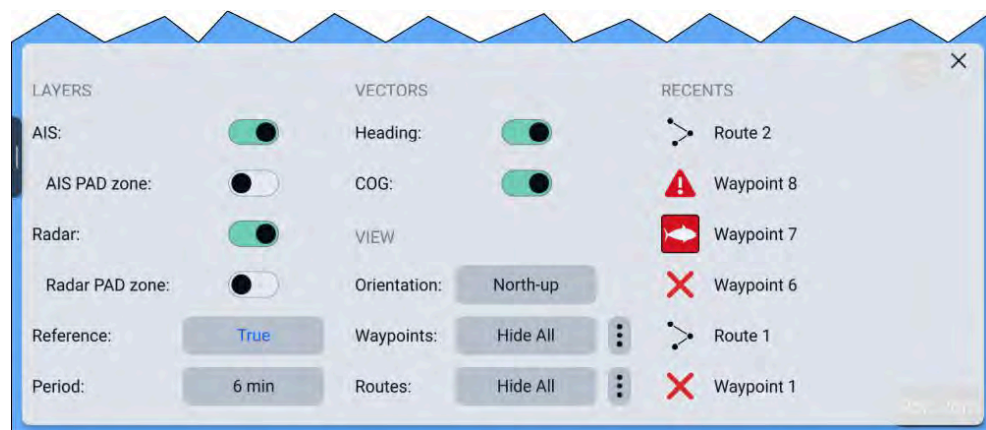 LAYERS
AIS:
AIS PAD zone:
Radar:
Radar PAD zone:
Reference: True
Period: 6 min
VECTORS
Heading:
COG:
VIEW
Orientation: North-up
Waypoints: Hide All
Routes: Hide All
RECENTS
Route 2
Waypoint 8
Waypoint 7
Waypoint 6
Route 1
Waypoint 1